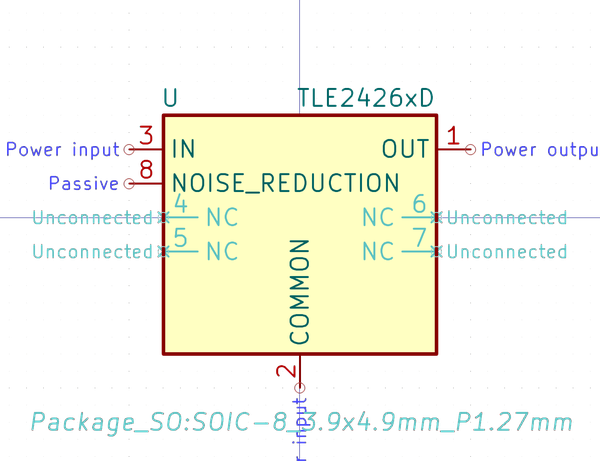 U TLE2426xD
Power input 3 IN OUT 1 Power outpu
Passive 8 NOISE_REDUCTION
Unconnected 4 NC NC 6 Unconnected
Unconnected 5 NC NC 7 Unconnected
COMMON
2
Package_SO:SOIC-8_3.9x4.9mm_P1.27mm
r input